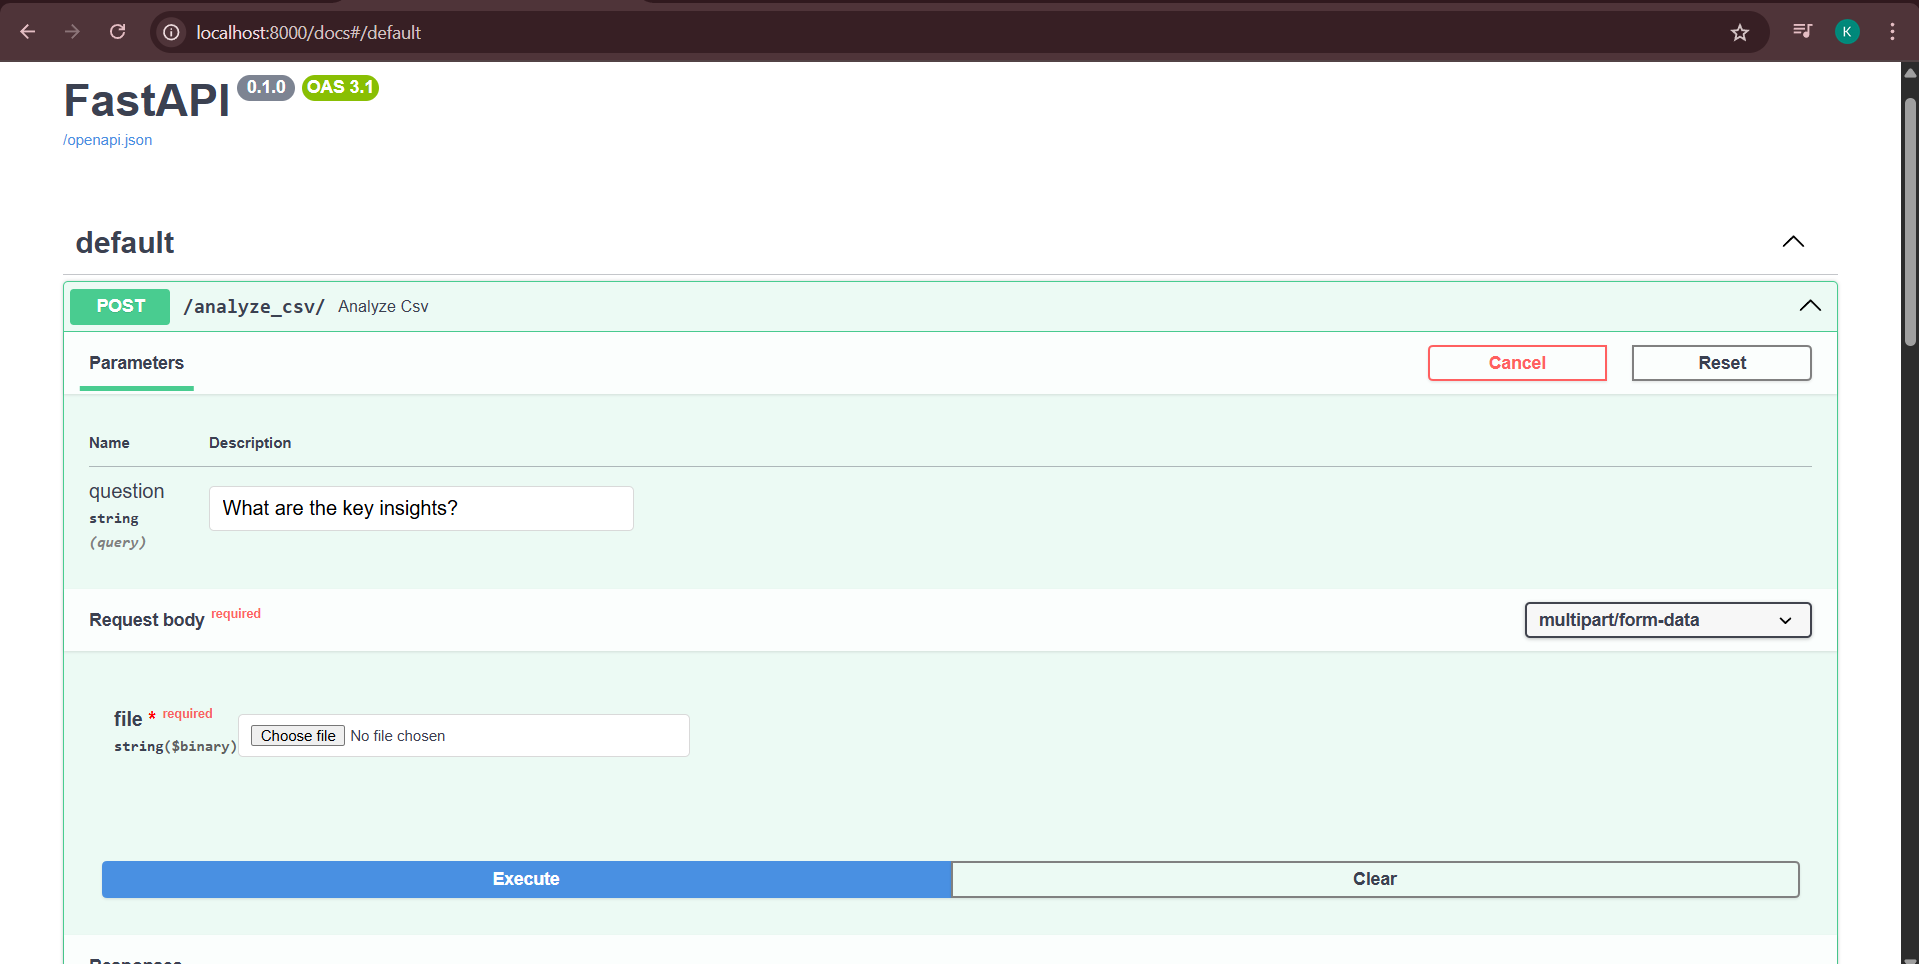 localhost:8000/docs#/default
K
FastAPI 0.1.0 OAS 3.1
/openapi.json
default
POST /analyze_csv/ Analyze Csv
Parameters
Cancel
Reset
Name Description
question
string
(query)
What are the key insights?
Request body required
multipart/form-data
file * required
string($binary)
Choose file No file chosen
Execute
Clear
Responses